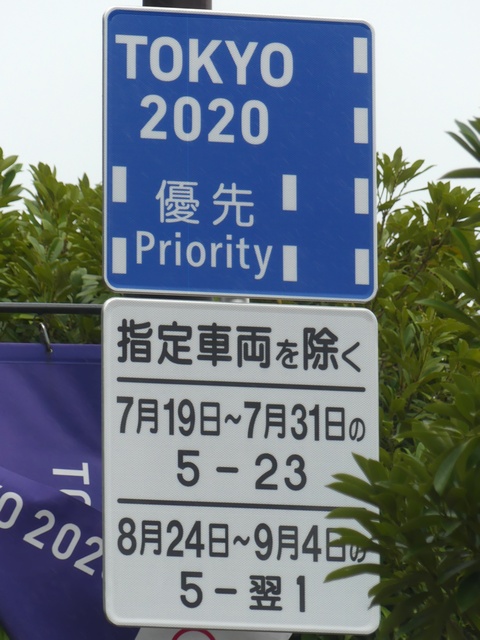 TOKYO
2020
優先
Priority
指定車両を除く
7月19日~7月31日の
5-23
8月24日~9月4日の
5-翌1
2020